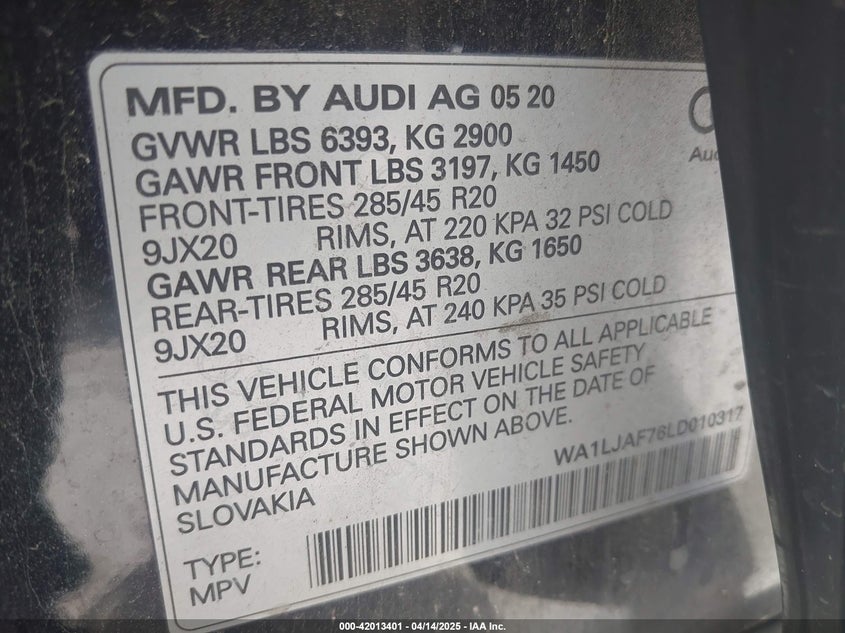 MFD. BY AUDI AG 05 20
GVWR LBS 6393, KG 2900
GAWR FRONT LBS 3197, KG 1450
FRONT-TIRES 285/45 R20
9JX20 RIMS, AT 220 KPA 32 PSI COLD
GAWR REAR LBS 3638, KG 1650
REAR-TIRES 285/45 R20
9JX20 RIMS, AT 240 KPA 35 PSI COLD
THIS VEHICLE CONFORMS TO ALL APPLICABLE
U.S. FEDERAL MOTOR VEHICLE SAFETY
STANDARDS IN EFFECT ON THE DATE OF
MANUFACTURE SHOWN ABOVE.
SLOVAKIA
WA1LJAF76LD010317
TYPE:
MPV
000-42013401 - 04/14/2025 - IAA Inc.